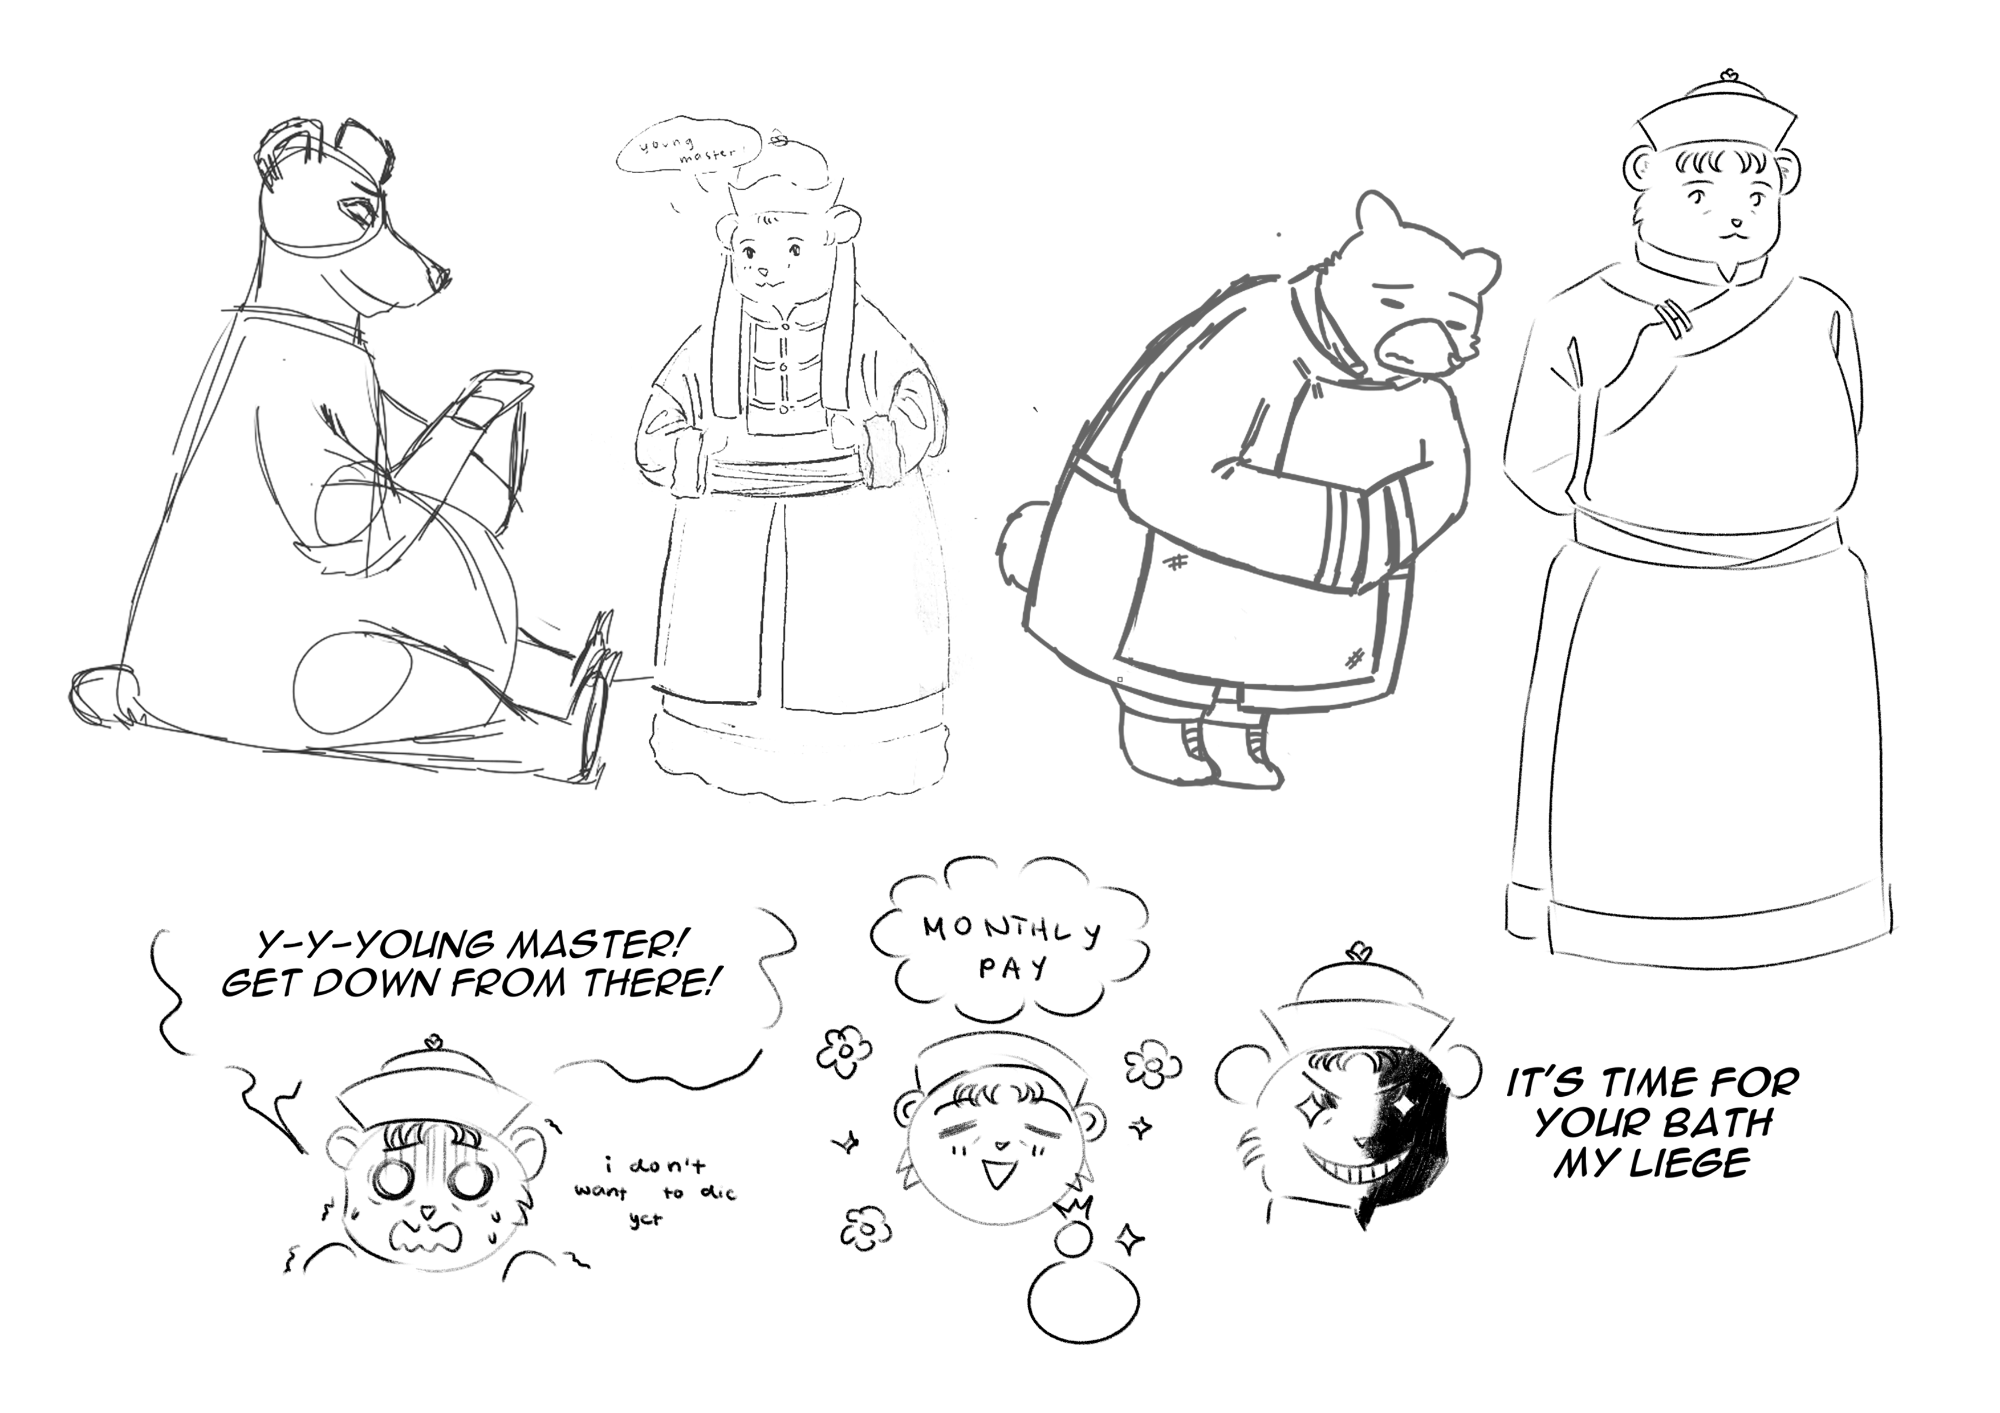 young
master!
Y-Y-YOUNG MASTER!
GET DOWN FROM THERE!
i don't
want to die
yet
MONTHLY
PAY
IT'S TIME FOR
YOUR BATH
MY LIEGE